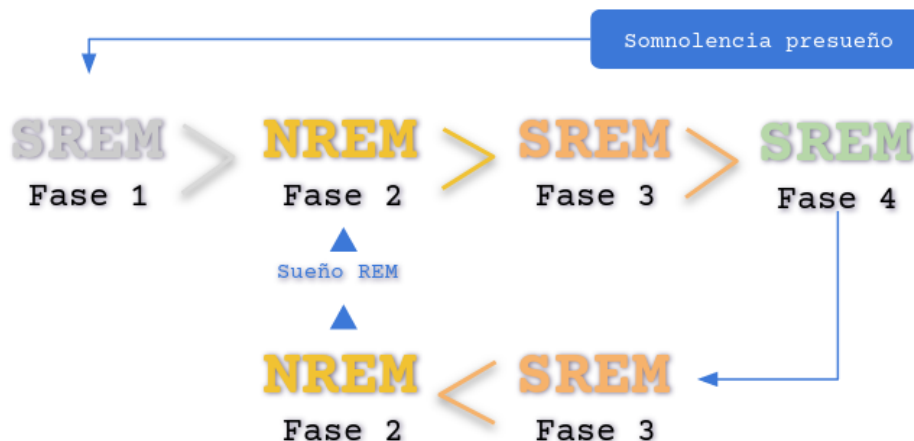 Somnolencia presueño
SREM
Fase 1
NREM
Fase 2
SREM
Fase 3
SREM
Fase 4
Sueño REM
NREM
Fase 2
SREM
Fase 3